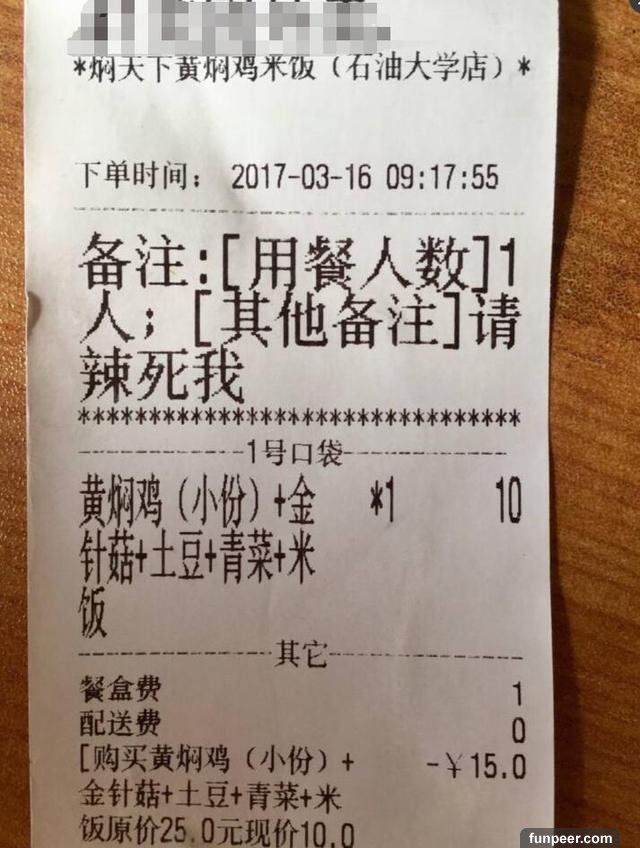 *焖天下黄焖鸡米饭（石油大学店）*
下单时间： 2017-03-16 09:17:55
备注:[用餐人数]1
人；[其他备注]请
辣死我
********************************
1号口袋
黄焖鸡（小份）+金 *1 10
针菇+土豆+青菜+米
饭
其它
餐盒费 1
配送费 0
[购买黄焖鸡（小份）+ -￥15.0
金针菇+土豆+青菜+米
饭原价25.0元现价10.0
funpeer.com